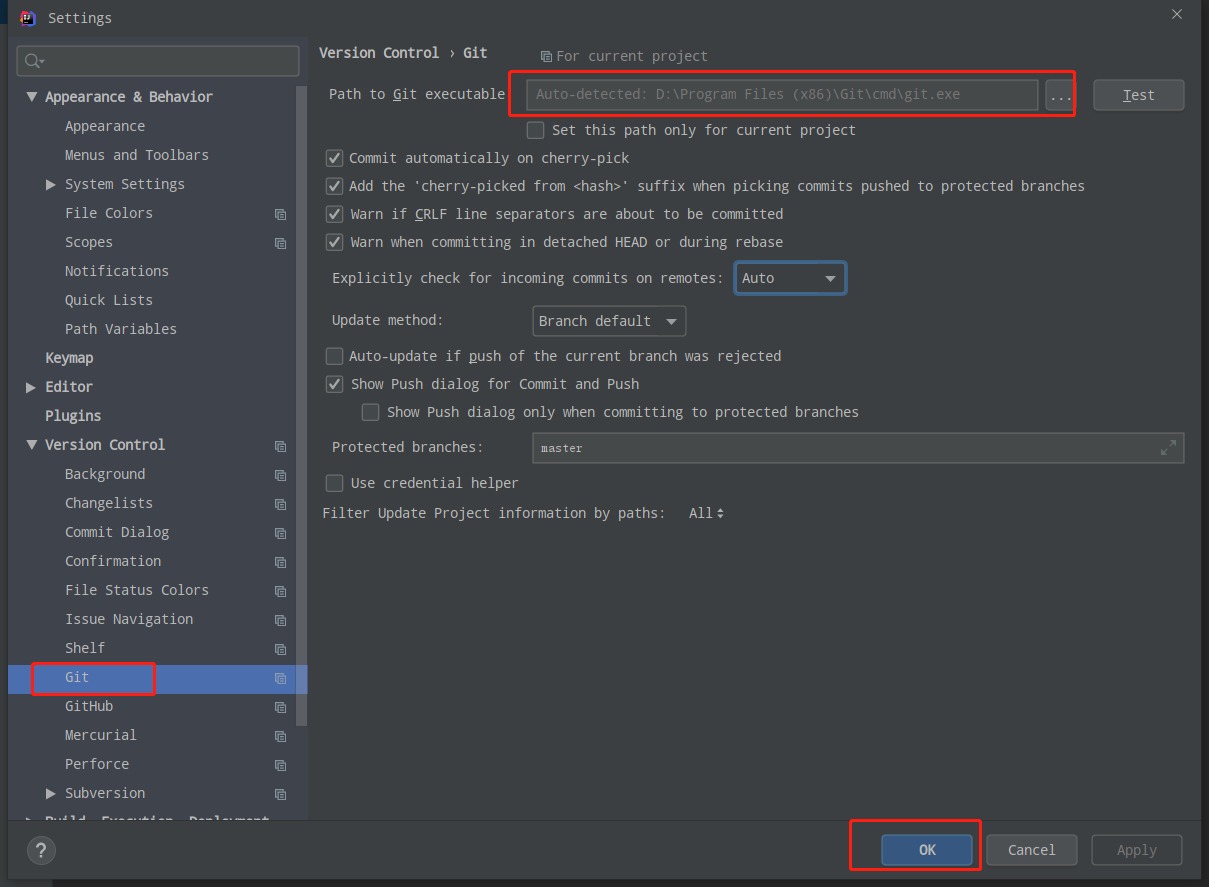 Settings
Appearance & Behavior
Appearance
Menus and Toolbars
System Settings
File Colors
Scopes
Notifications
Quick Lists
Path Variables
Keymap
Editor
Plugins
Version Control
Background
Changelists
Commit Dialog
Confirmation
File Status Colors
Issue Navigation
Shelf
Git
GitHub
Mercurial
Perforce
Subversion
Build, Execution, Deployment
Version Control › Git For current project
Path to Git executable Auto-detected: D:\Program Files (x86)\Git\cmd\git.exe ... Test
Set this path only for current project
Commit automatically on cherry-pick
Add the 'cherry-picked from <hash>' suffix when picking commits pushed to protected branches
Warn if CRLF line separators are about to be committed
Warn when committing in detached HEAD or during rebase
Explicitly check for incoming commits on remotes: Auto
Update method: Branch default
Auto-update if push of the current branch was rejected
Show Push dialog for Commit and Push
Show Push dialog only when committing to protected branches
Protected branches: master
Use credential helper
Filter Update Project information by paths: All
? OK Cancel Apply